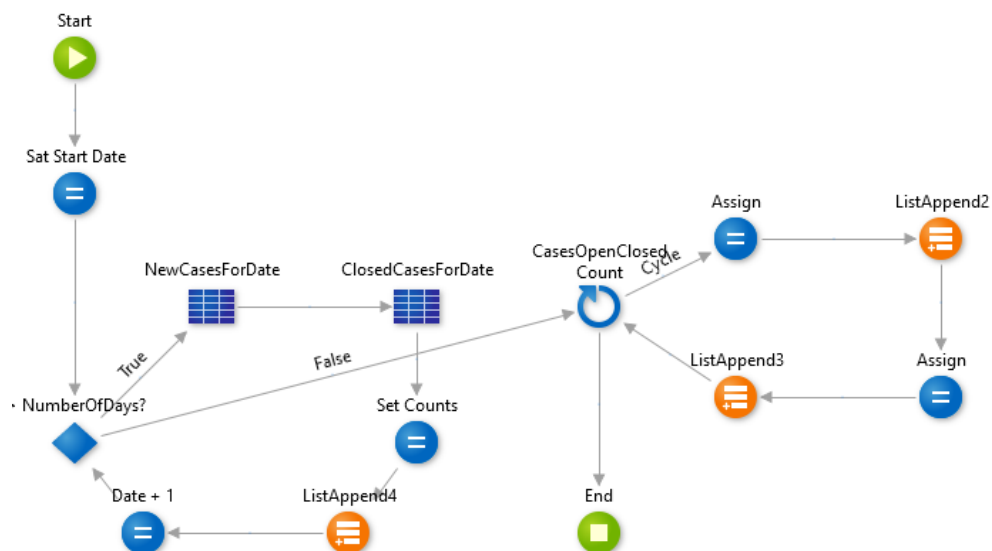 Start
Sat Start Date
Assign
ListAppend2
CasesOpenClosed
Count
Cycle
NewCasesForDate
ClosedCasesForDate
True
False
ListAppend3
Assign
NumberOfDays?
Set Counts
Date + 1
ListAppend4
End